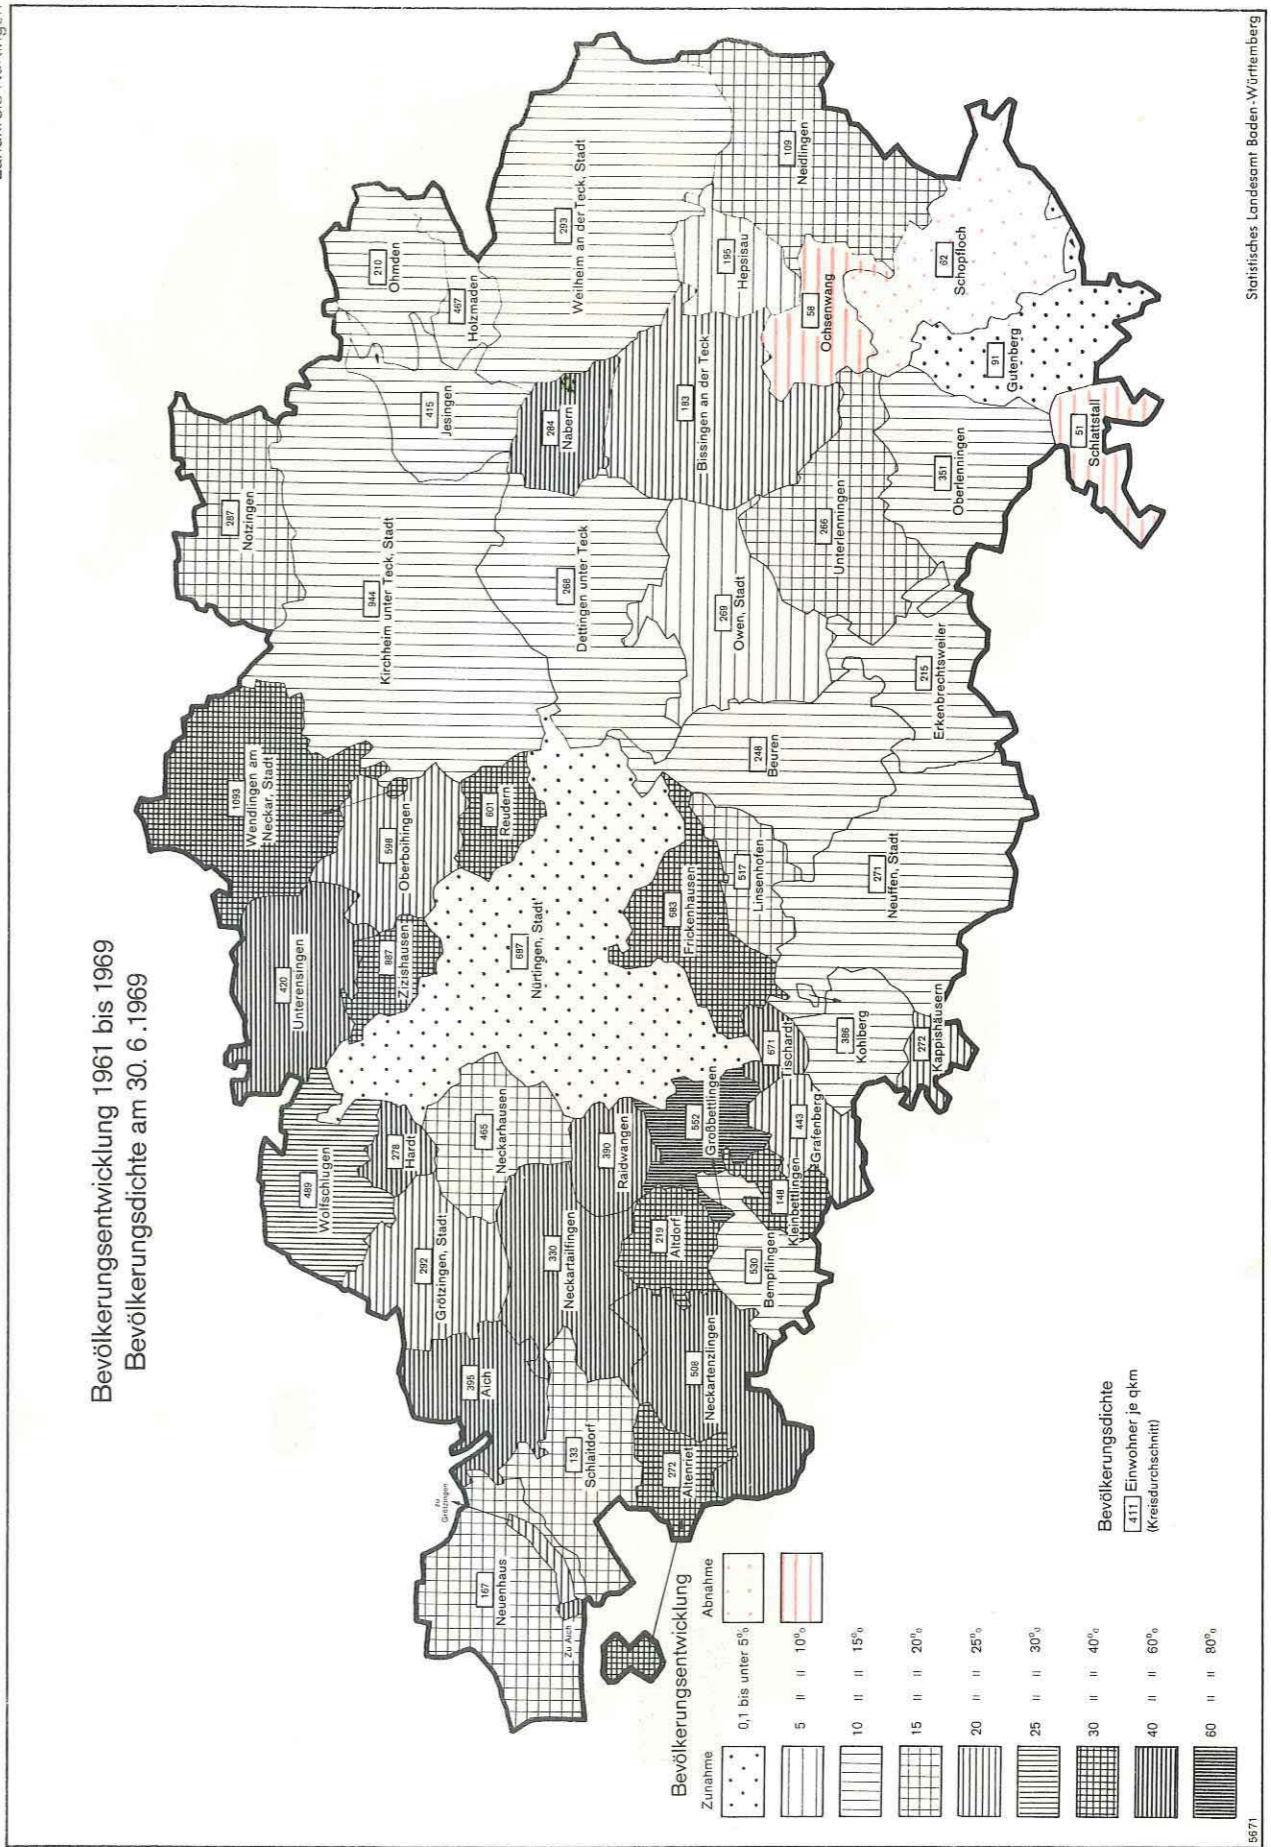 Bevölkerungsentwicklung 1961 bis 1969
Bevölkerungsdichte am 30. 6 .1969
Neuenhaus
167
Zu Aich
zu
Grötzingen
Schlaitdorf
133
Aich
395
Altenriet
272
Neckartenzlingen
508
Grötzingen, Stadt
292
Neckartailfingen
330
Wolfschlugen
489
Hardt
278
Neckarhausen
465
Raidwangen
390
Altdorf
219
Bempflingen
530
Kleinbettlingen
148
Großbettlingen
552
Grafenberg
443
Tischardt
671
Kohlberg
386
Kappishäusern
272
Unterensingen
420
Zizishausen
887
Oberboihingen
598
Wendlingen am
Neckar, Stadt
1093
Reudern
601
Nürtingen, Stadt
687
Frickenhausen
683
Linsenhofen
517
Neuffen, Stadt
271
Beuren
248
Erkenbrechtsweiler
215
Notzingen
287
Kirchheim unter Teck, Stadt
944
Dettingen unter Teck
268
Owen, Stadt
269
Unterlenningen
266
Oberlenningen
351
Schlattstall
51
Gutenberg
91
Schopfloch
62
Ochsenwang
58
Bissingen an der Teck
183
Nabern
284
Jesingen
415
Holzmaden
467
Ohmden
210
Weilheim an der Teck, Stadt
293
Hepsisau
195
Neidlingen
109
Bevölkerungsentwicklung
Zunahme
Abnahme
0,1 bis unter 5%
5 " " 10%
10 " " 15%
15 " " 20%
20 " " 25%
25 " " 30%
30 " " 40%
40 " " 60%
60 " " 80%
Bevölkerungsdichte
411 Einwohner je qkm
(Kreisdurchschnitt)
5671
Statistisches Landesamt Baden-Württemberg